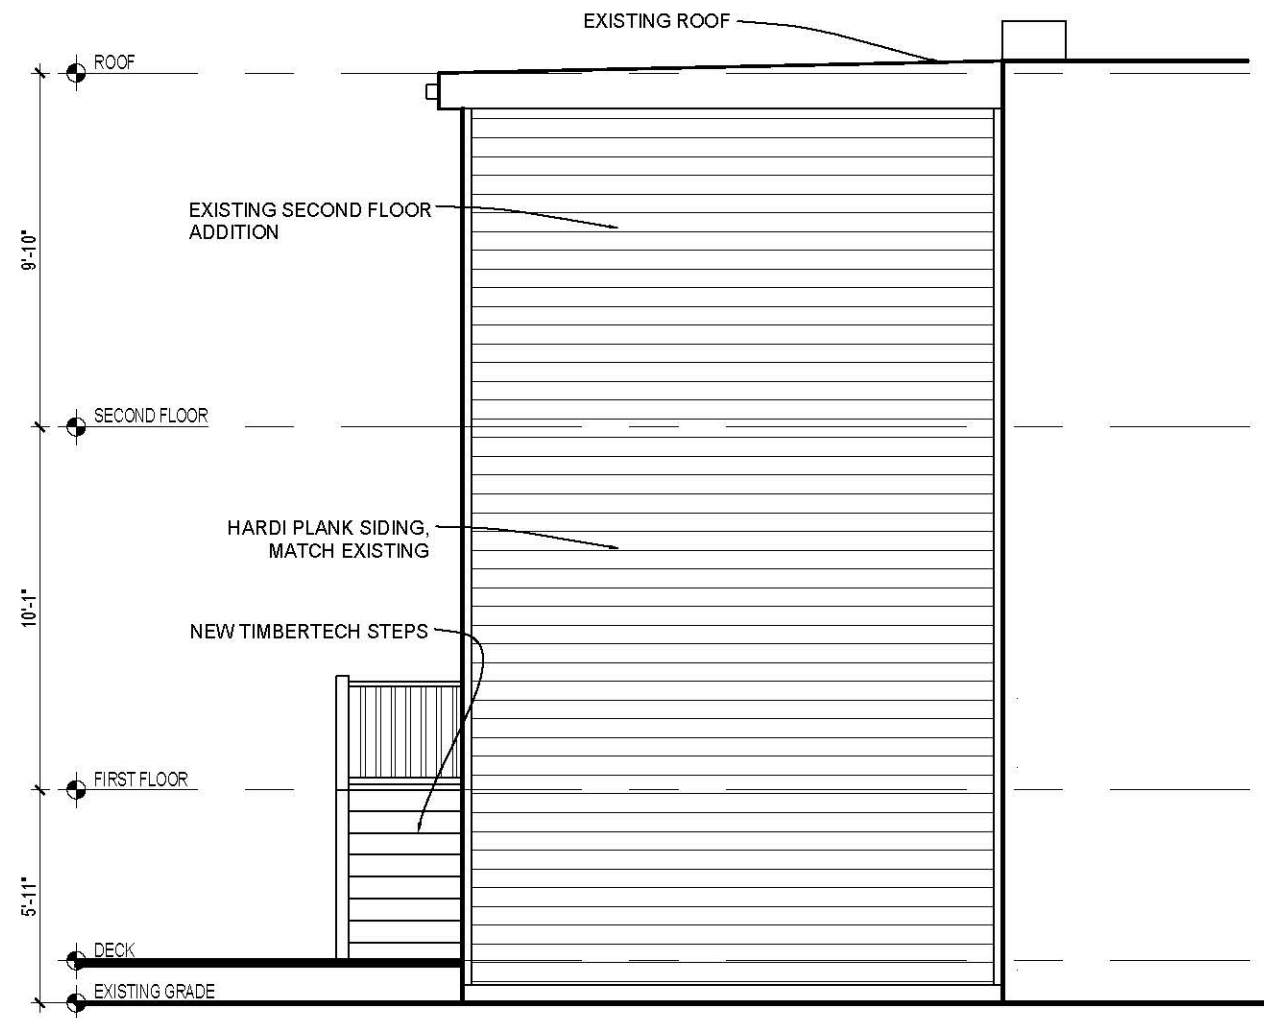 EXISTING ROOF
ROOF
EXISTING SECOND FLOOR
ADDITION
9'-10"
SECOND FLOOR
HARDI PLANK SIDING,
MATCH EXISTING
10'-1"
NEW TIMBERTECH STEPS
FIRST FLOOR
5'-11"
DECK
EXISTING GRADE